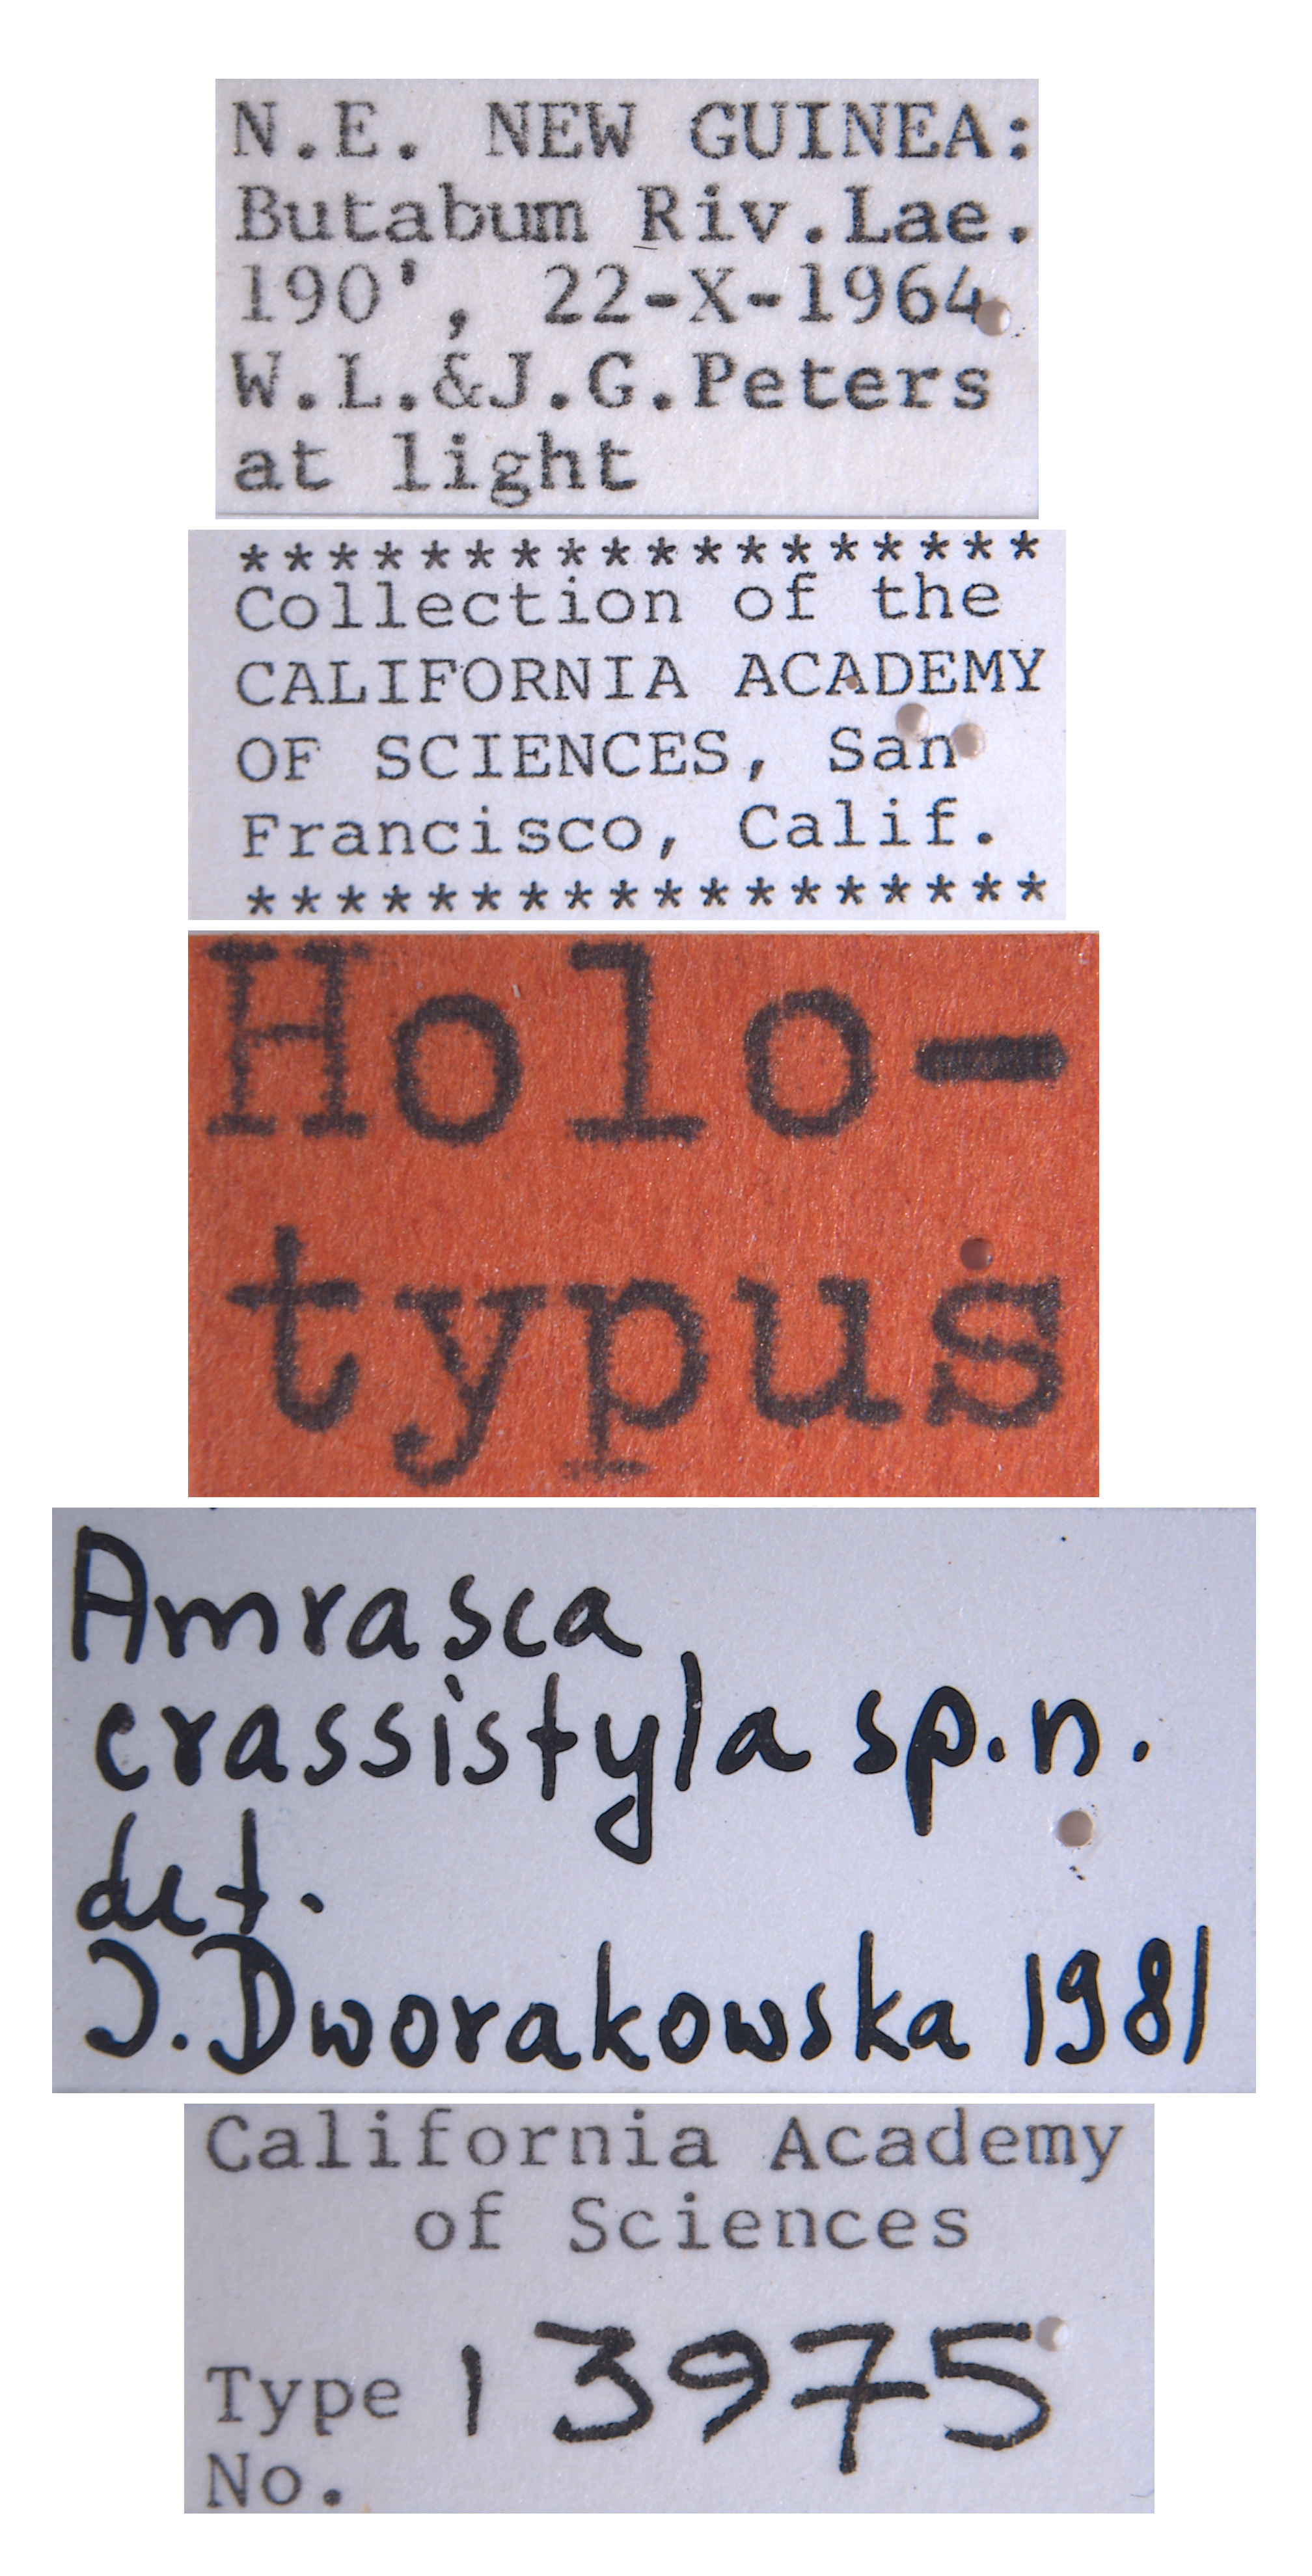 N.E. NEW GUINEA:
Butabum Riv.Lae.
190', 22-X-1964
W.L.&J.G.Peters
at light
******************
Collection of the
CALIFORNIA ACADEMY
OF SCIENCES, San
Francisco, Calif.
******************
Holo-
typus
Amrasca
crassistyla sp.n.
det.
J.Dworakowska 1981
California Academy
of Sciences
Type 13975
No.